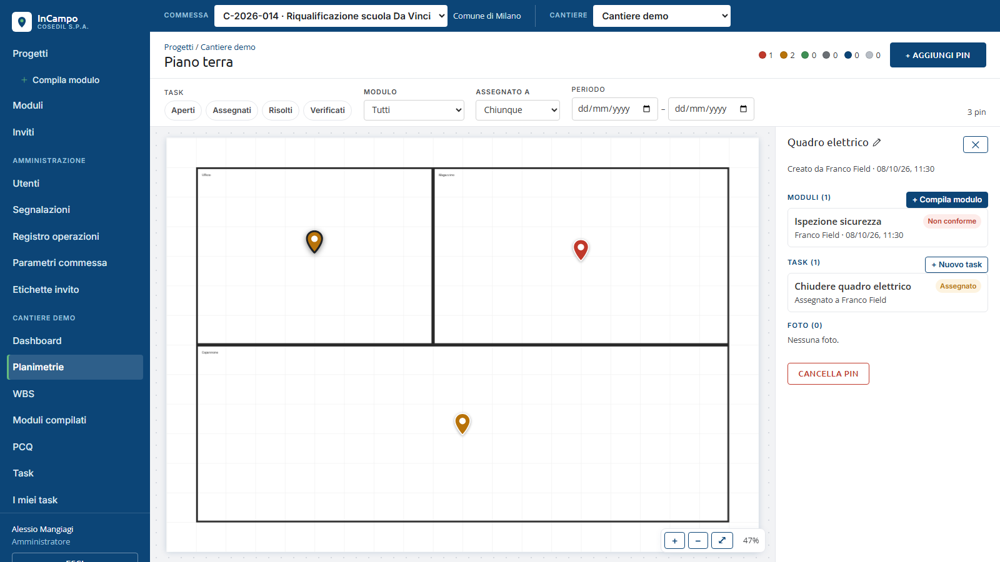 InCampo
COSEDIL S.P.A.
Progetti
+ Compila modulo
Moduli
Inviti
AMMINISTRAZIONE
Utenti
Segnalazioni
Registro operazioni
Parametri commessa
Etichette invito
CANTIERE DEMO
Dashboard
Planimetrie
WBS
Moduli compilati
PCQ
Task
I miei task
Alessio Mangiagi
Amministratore
ESCI
COMMESSA
C-2026-014 · Riqualificazione scuola Da Vinci
Comune di Milano
CANTIERE
Cantiere demo
Progetti / Cantiere demo
Piano terra
1 2 0 0 0 0
+ AGGIUNGI PIN
TASK
Aperti Assegnati Risolti Verificati
MODULO
Tutti
ASSEGNATO A
Chiunque
PERIODO
dd/mm/yyyy – dd/mm/yyyy
3 pin
Ufficio
Magazzino
Capannone
+ − 47%
Quadro elettrico
Creato da Franco Field · 08/10/26, 11:30
MODULI (1)
+ Compila modulo
Ispezione sicurezza
Non conforme
Franco Field · 08/10/26, 11:30
TASK (1)
+ Nuovo task
Chiudere quadro elettrico
Assegnato
Assegnato a Franco Field
FOTO (0)
Nessuna foto.
CANCELLA PIN